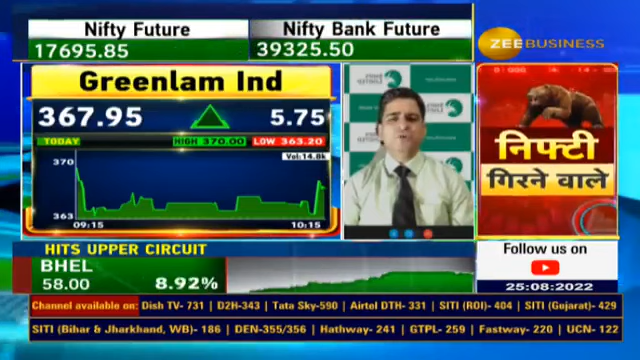 Nifty Future
17695.85
Nifty Bank Future
39325.50
ZEE BUSINESS
Greenlam Ind
367.95
5.75
TODAY
HIGH 370.00
LOW 363.20
Vol:14.8k
370
363
09:15
10:15
निफ्टी
गिरने वाले
HITS UPPER CIRCUIT
BHEL
58.00
8.92%
Follow us on
25:08:2022
Channel available on: Dish TV- 731 | D2H-343 | Tata Sky-590 | Airtel DTH- 331 | SITI (ROI)- 404 | SITI (Gujarat)- 429
SITI (Bihar & Jharkhand, WB)- 186 | DEN-355/356 | Hathway- 241 | GTPL- 259 | Fastway- 220 | UCN- 122